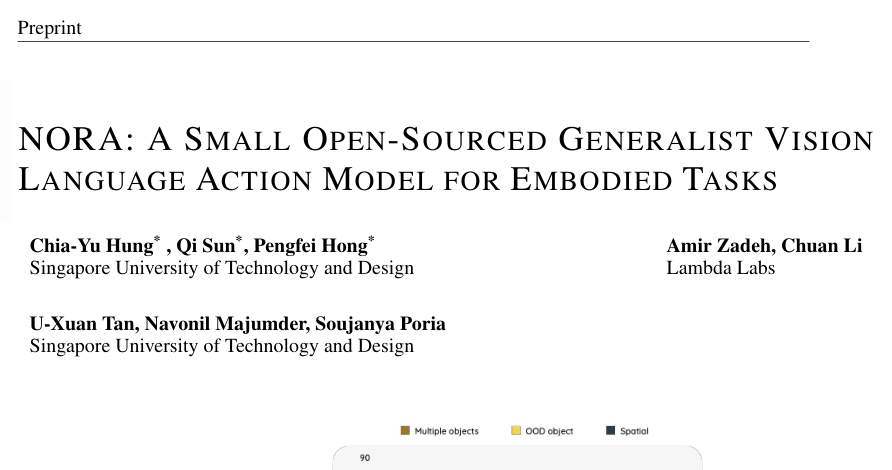 Preprint
NORA: A SMALL OPEN-SOURCED GENERALIST VISION
LANGUAGE ACTION MODEL FOR EMBODIED TASKS
Chia-Yu Hung* , Qi Sun*, Pengfei Hong*
Singapore University of Technology and Design
Amir Zadeh, Chuan Li
Lambda Labs
U-Xuan Tan, Navonil Majumder, Soujanya Poria
Singapore University of Technology and Design
Multiple objects OOD object Spatial
90